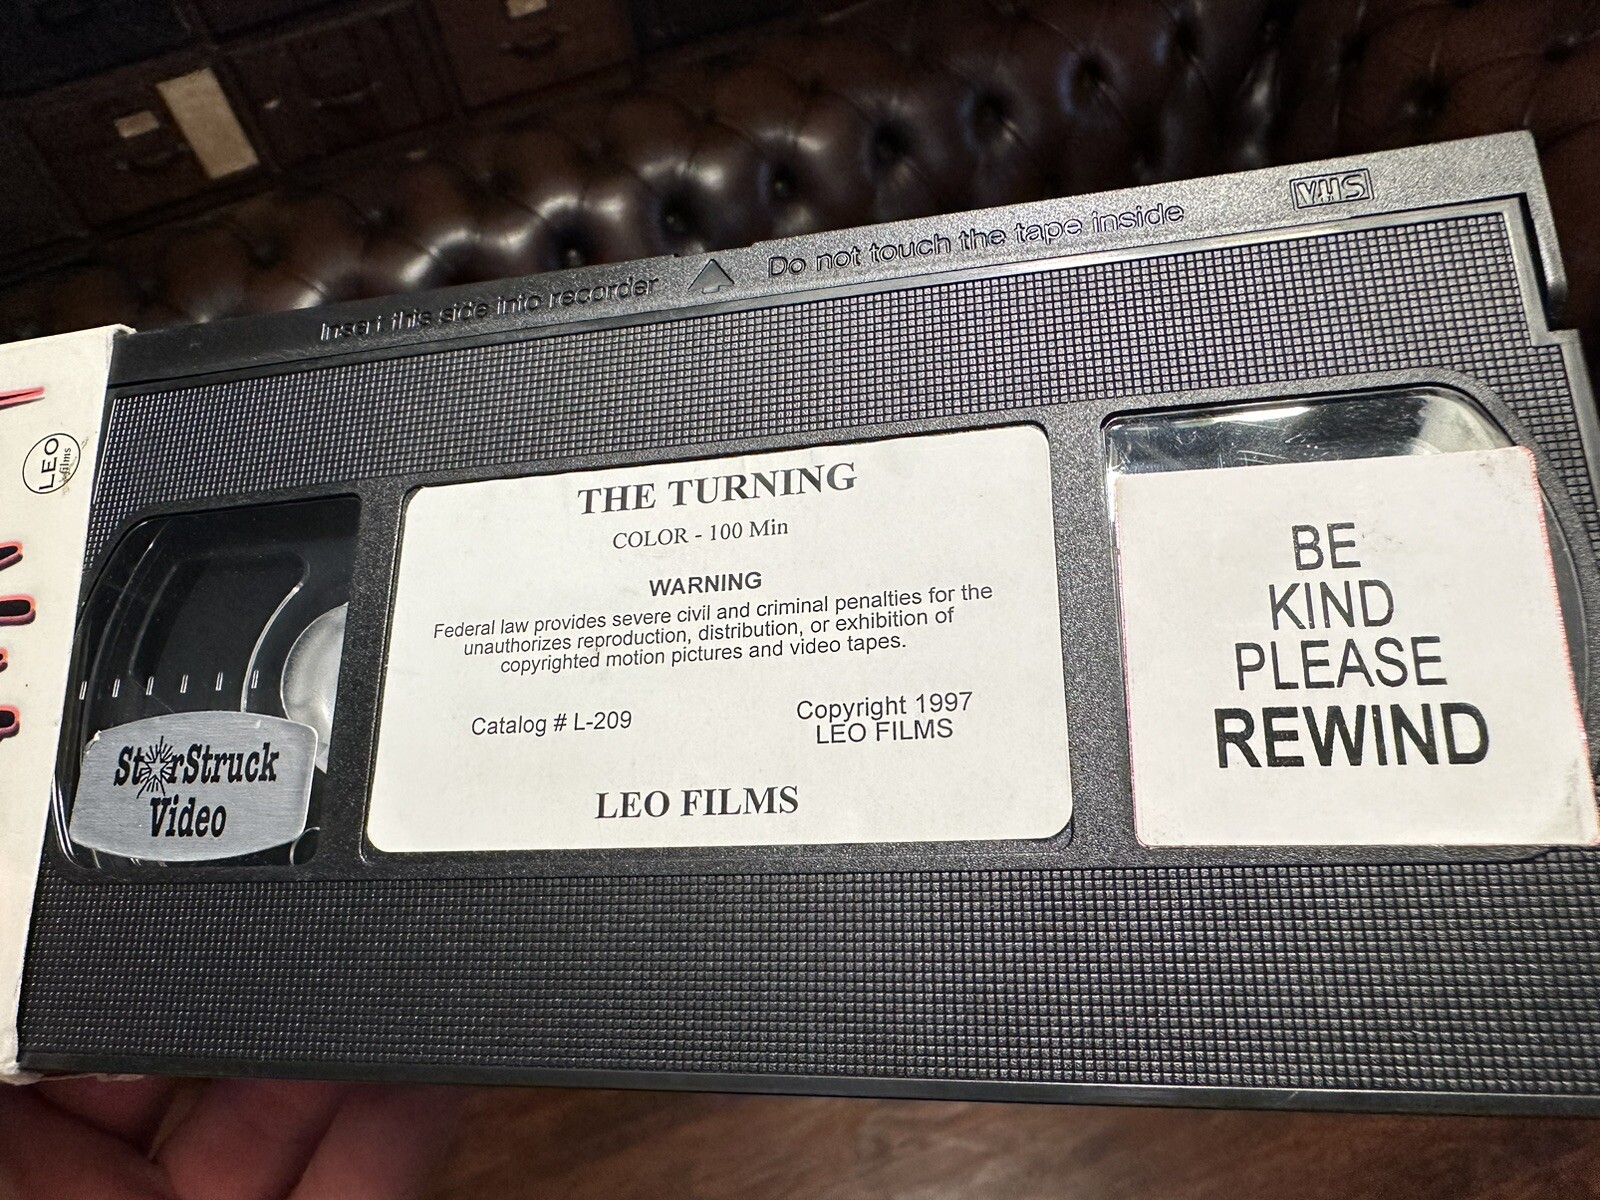 VHS
Insert this side into recorder Do not touch the tape inside
LEO
films
THE TURNING
COLOR - 100 Min
WARNING
Federal law provides severe civil and criminal penalties for the
unauthorizes reproduction, distribution, or exhibition of
copyrighted motion pictures and video tapes.
Catalog # L-209
Copyright 1997
LEO FILMS
LEO FILMS
StarStruck
Video
BE
KIND
PLEASE
REWIND